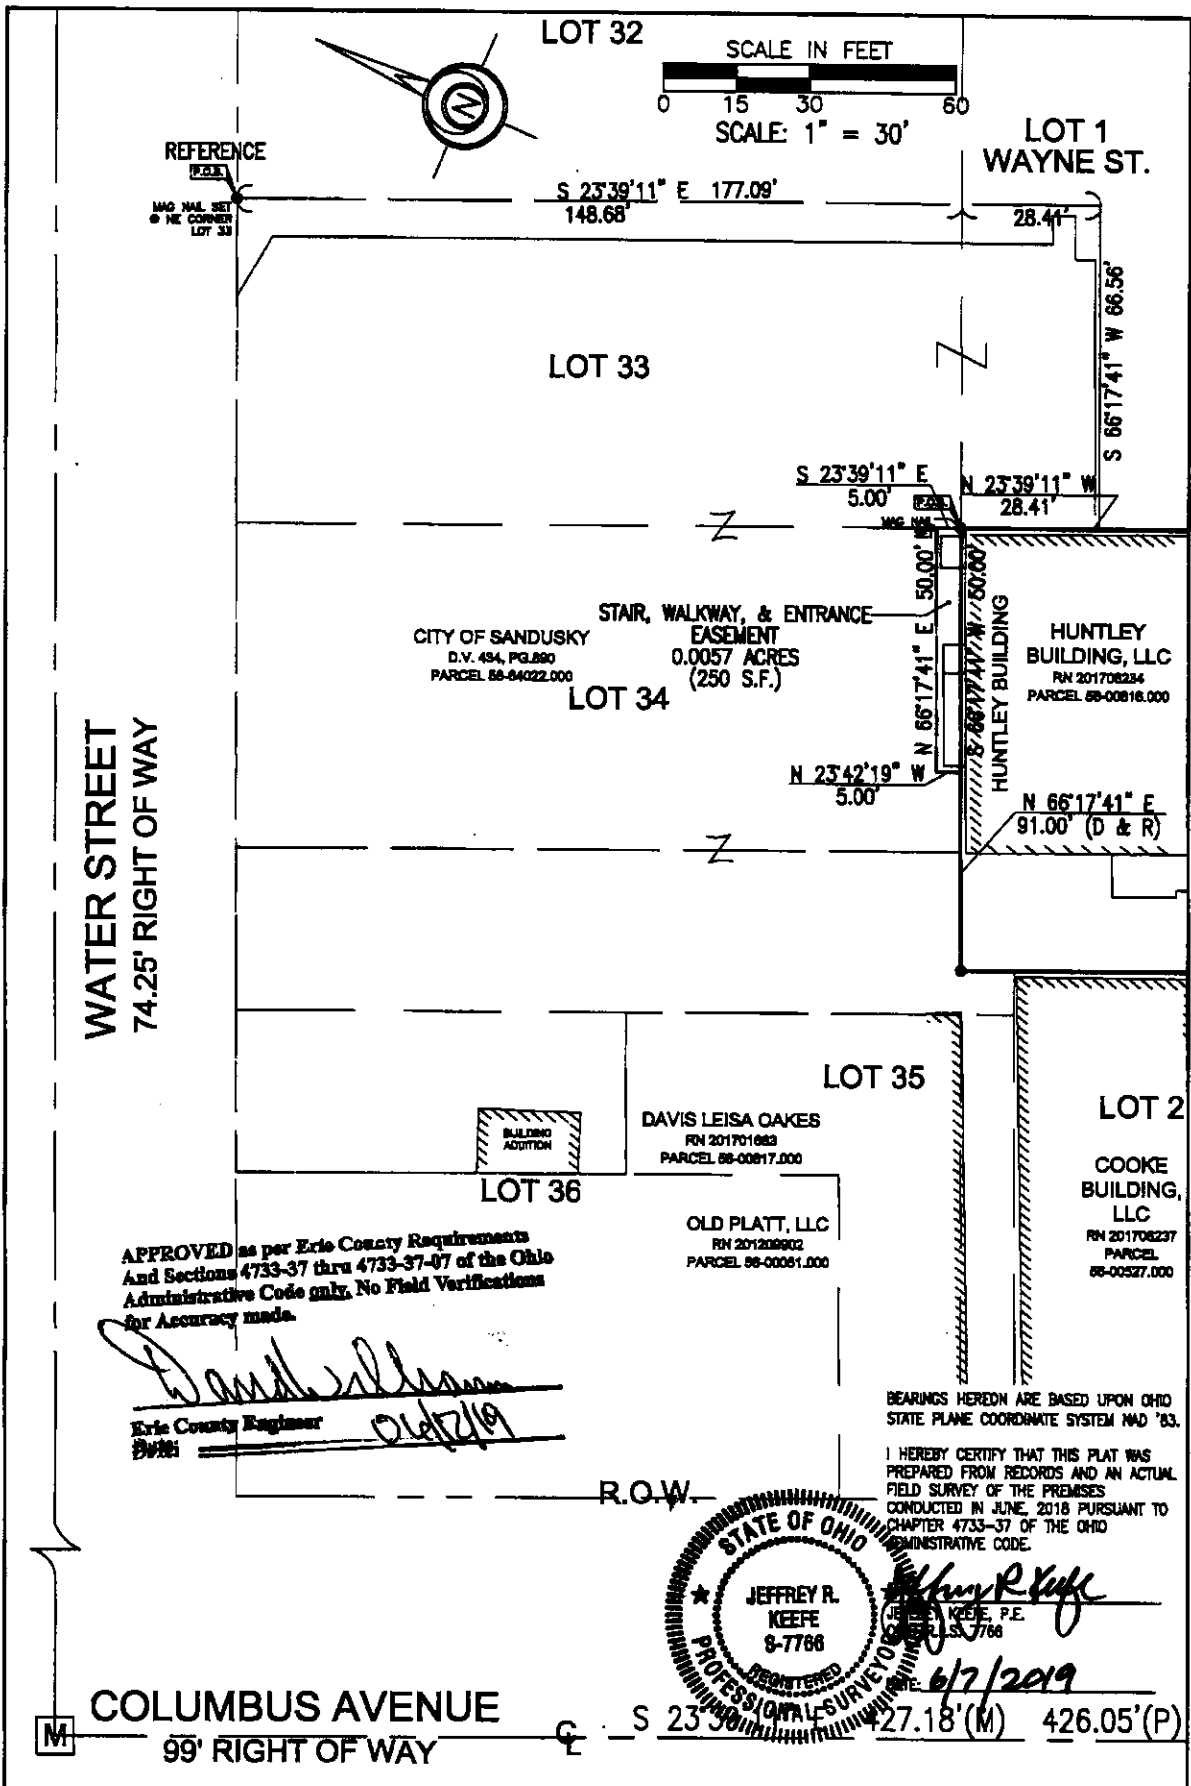 LOT 32
SCALE IN FEET
0 15 30 60
SCALE: 1" = 30'
N
LOT 1
WAYNE ST.
REFERENCE
P.O.B.
MAG NAIL SET
@ NE CORNER
LOT 33
S 23°39'11" E 177.09'
148.68'
28.41'
S 66°17'41" W 66.56'
LOT 33
S 23°39'11" E
5.00'
N 23°39'11" W
28.41'
P.O.B.
MAG NAIL
N 66°17'41" E 50.00'
50.00'
STAIR, WALKWAY, & ENTRANCE
EASEMENT
0.0057 ACRES
(250 S.F.)
CITY OF SANDUSKY
D.V. 434, PG.890
PARCEL 56-64022.000
LOT 34
HUNTLEY BUILDING
HUNTLEY
BUILDING, LLC
RN 201706234
PARCEL 56-00816.000
N 23°42'19" W
5.00'
N 66°17'41" E
91.00' (D & R)
WATER STREET
74.25' RIGHT OF WAY
LOT 35
LOT 2
BUILDING
ADDITION
DAVIS LEISA OAKES
RN 201701683
PARCEL 56-00817.000
COOKE
BUILDING,
LLC
RN 201706237
PARCEL
56-00527.000
LOT 36
OLD PLATT, LLC
RN 201209902
PARCEL 56-00061.000
APPROVED as per Erie County Requirements
And Sections 4733-37 thru 4733-37-07 of the Ohio
Administrative Code only. No Field Verifications
for Accuracy made.
Erie County Engineer
Date:
BEARINGS HEREON ARE BASED UPON OHIO
STATE PLANE COORDINATE SYSTEM NAD '83.
I HEREBY CERTIFY THAT THIS PLAT WAS
PREPARED FROM RECORDS AND AN ACTUAL
FIELD SURVEY OF THE PREMISES
CONDUCTED IN JUNE, 2018 PURSUANT TO
CHAPTER 4733-37 OF THE OHIO
ADMINISTRATIVE CODE.
R.O.W.
STATE OF OHIO
JEFFREY R.
KEEFE
S-7766
REGISTERED
PROFESSIONAL SURVEYOR
Jeffrey R Keefe
JEFFREY KEEFE, P.E.
7766
DATE: 6/7/2019
COLUMBUS AVENUE
99' RIGHT OF WAY
M
CL
S 23° E 427.18'(M) 426.05'(P)